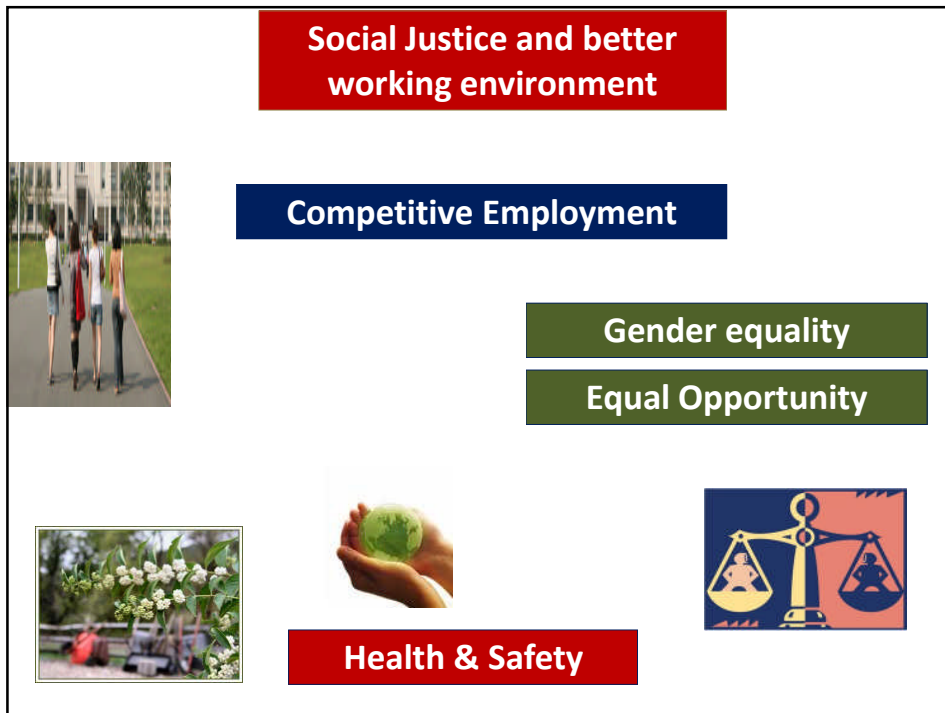 Social Justice and better
working environment
Competitive Employment
Gender equality
Equal Opportunity
Health & Safety